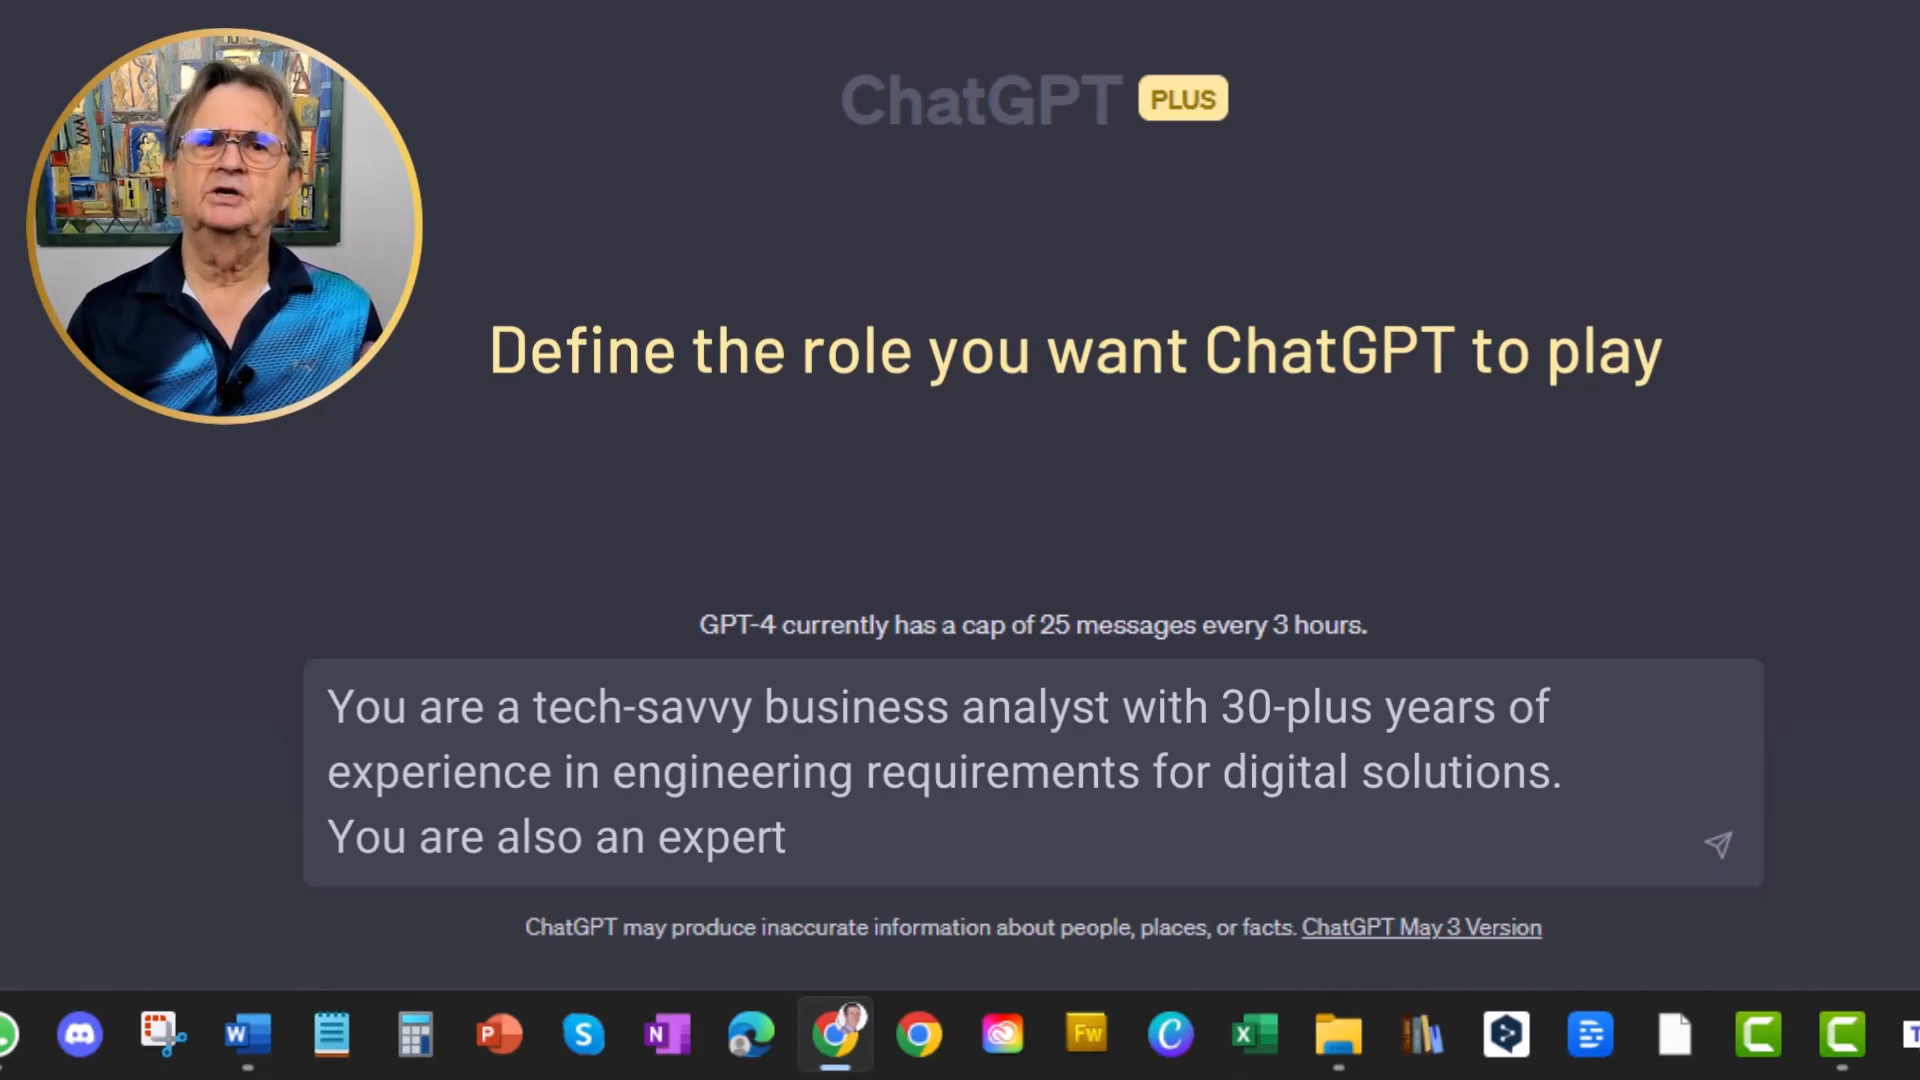 ChatGPT PLUS
Define the role you want ChatGPT to play
GPT-4 currently has a cap of 25 messages every 3 hours.
You are a tech-savvy business analyst with 30-plus years of
experience in engineering requirements for digital solutions.
You are also an expert
ChatGPT may produce inaccurate information about people, places, or facts. ChatGPT May 3 Version
W P S N Fw X